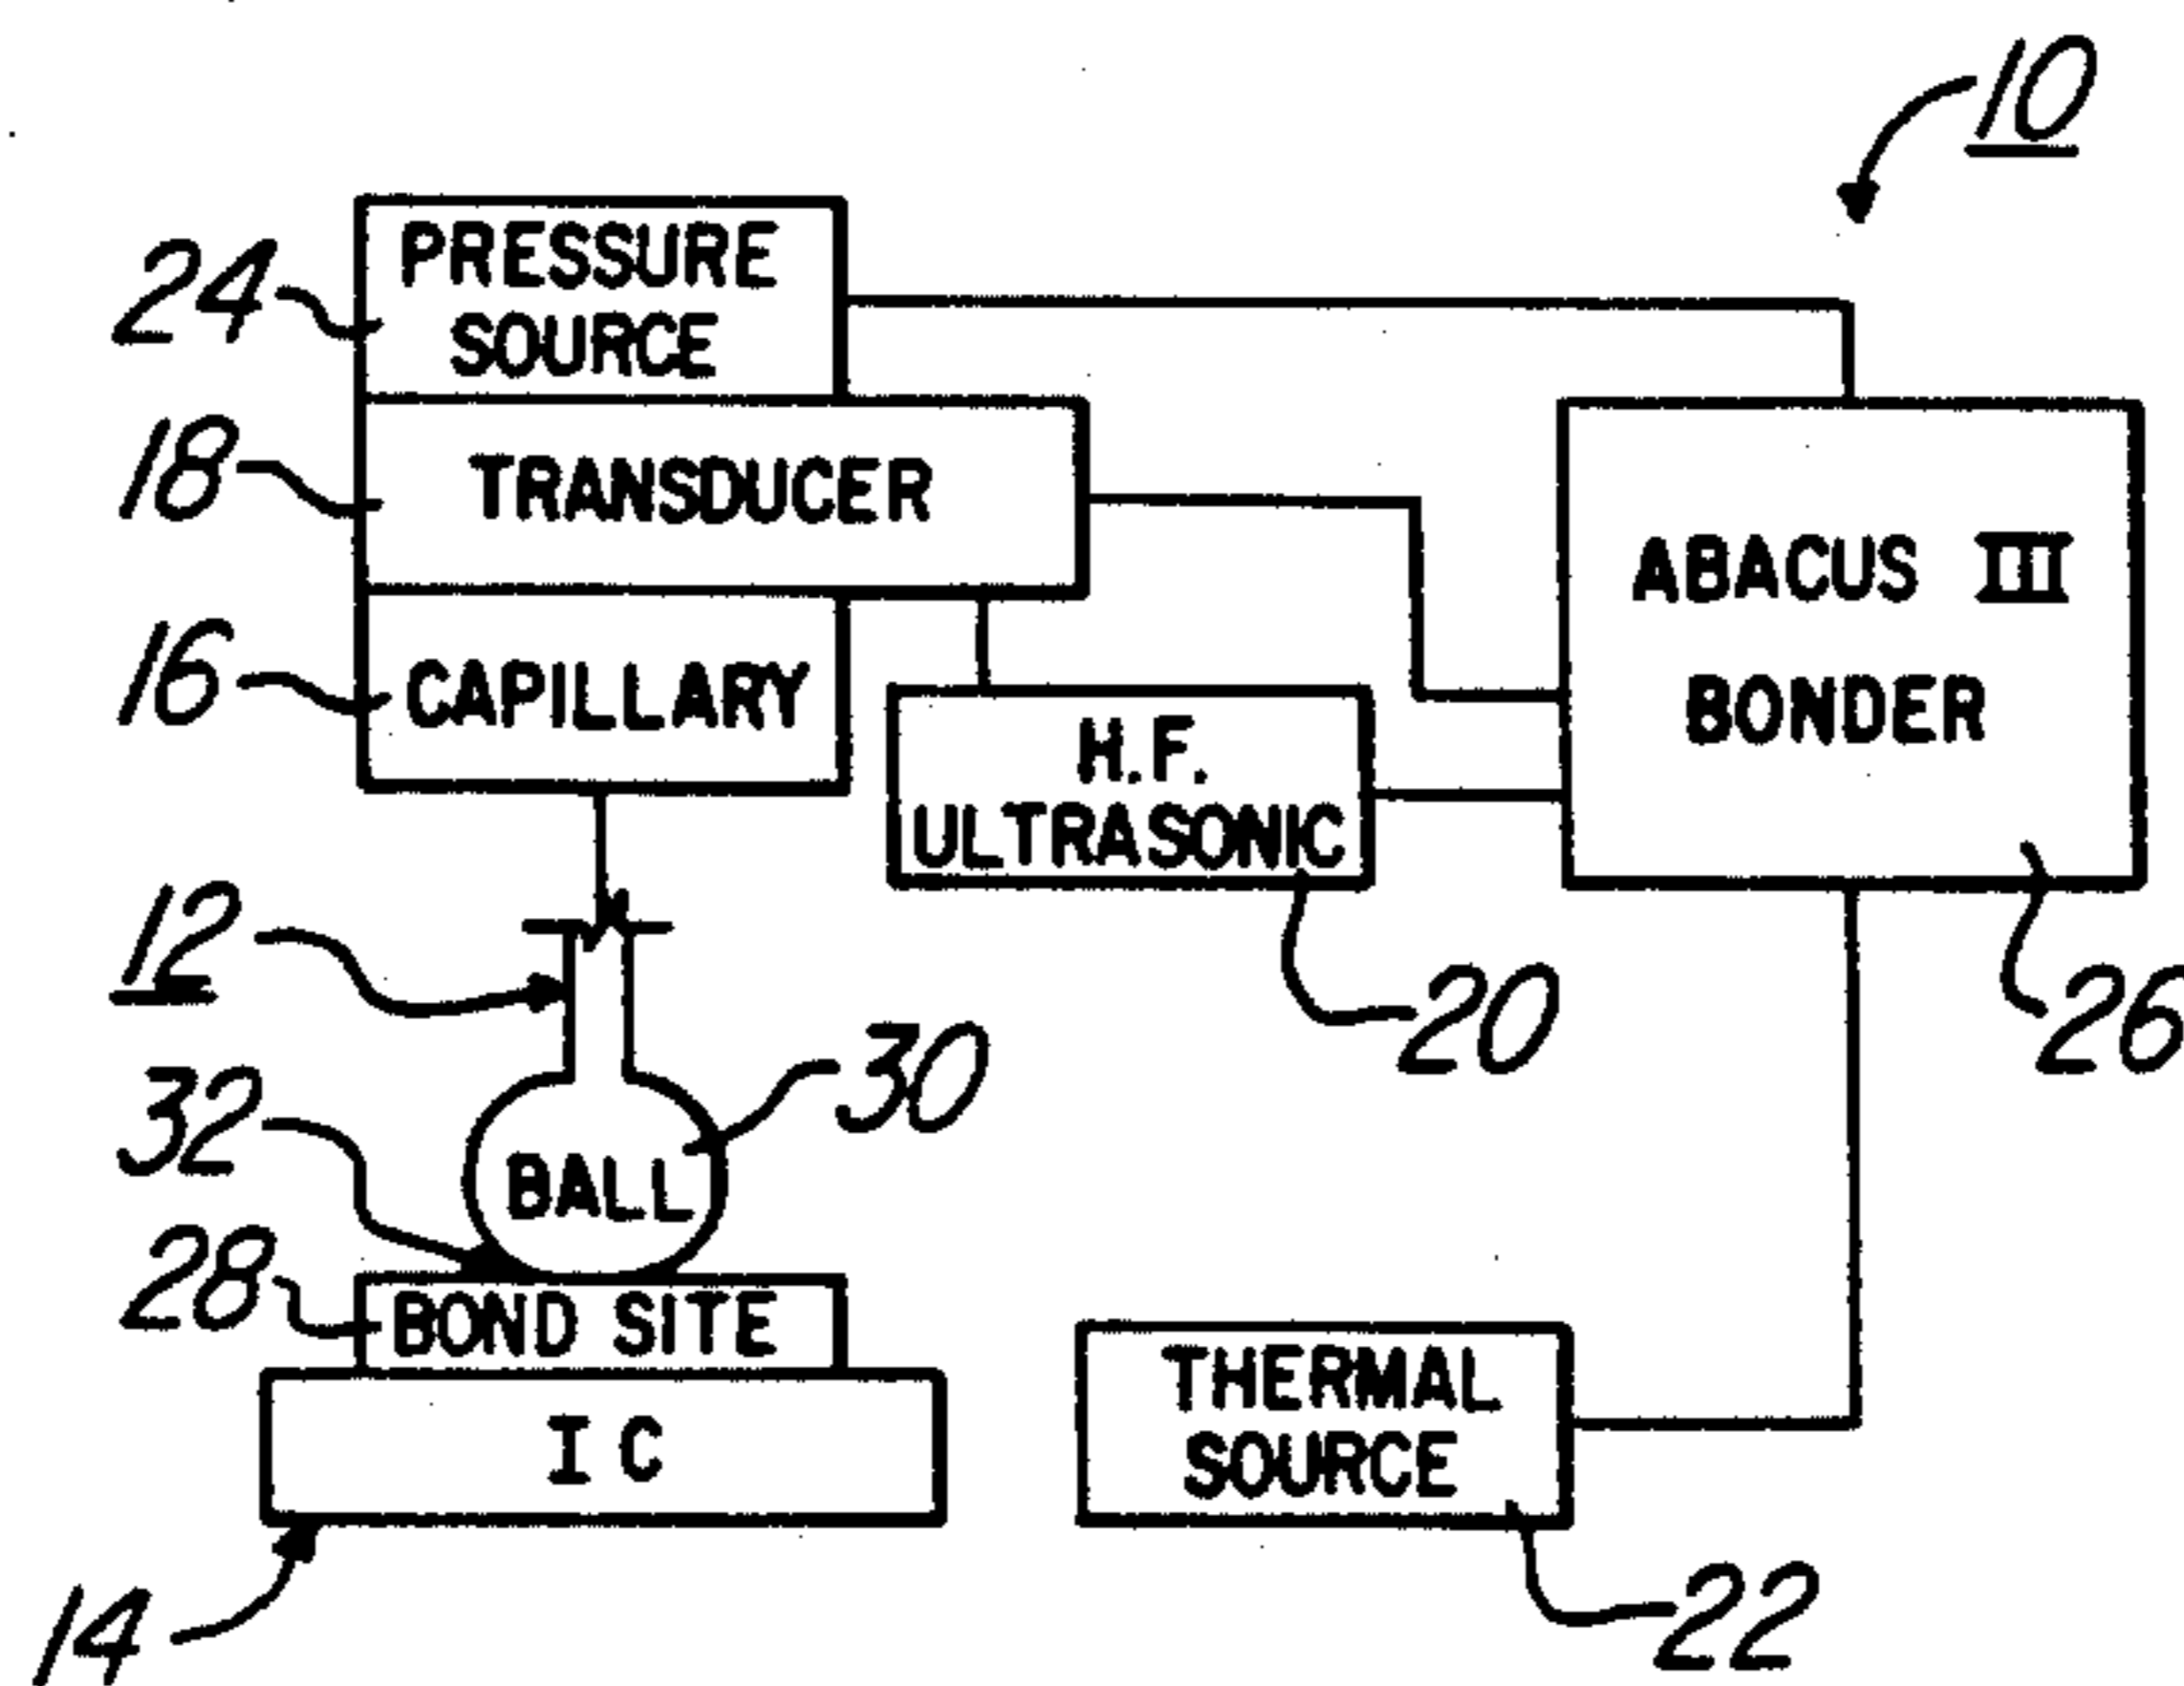 10
PRESSURE
SOURCE
24
TRANSDUCER
18
ABACUS III
BONDER
CAPILLARY
16
H.F.
ULTRASONIC
12
20
26
30
32
BALL
28
BOND SITE
THERMAL
SOURCE
IC
22
14